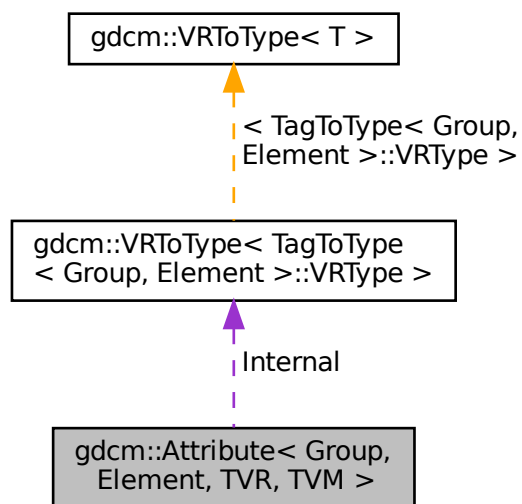 gdcm::VRToType< T >
< TagToType< Group,
Element >::VRType >
gdcm::VRToType< TagToType
< Group, Element >::VRType >
Internal
gdcm::Attribute< Group,
Element, TVR, TVM >